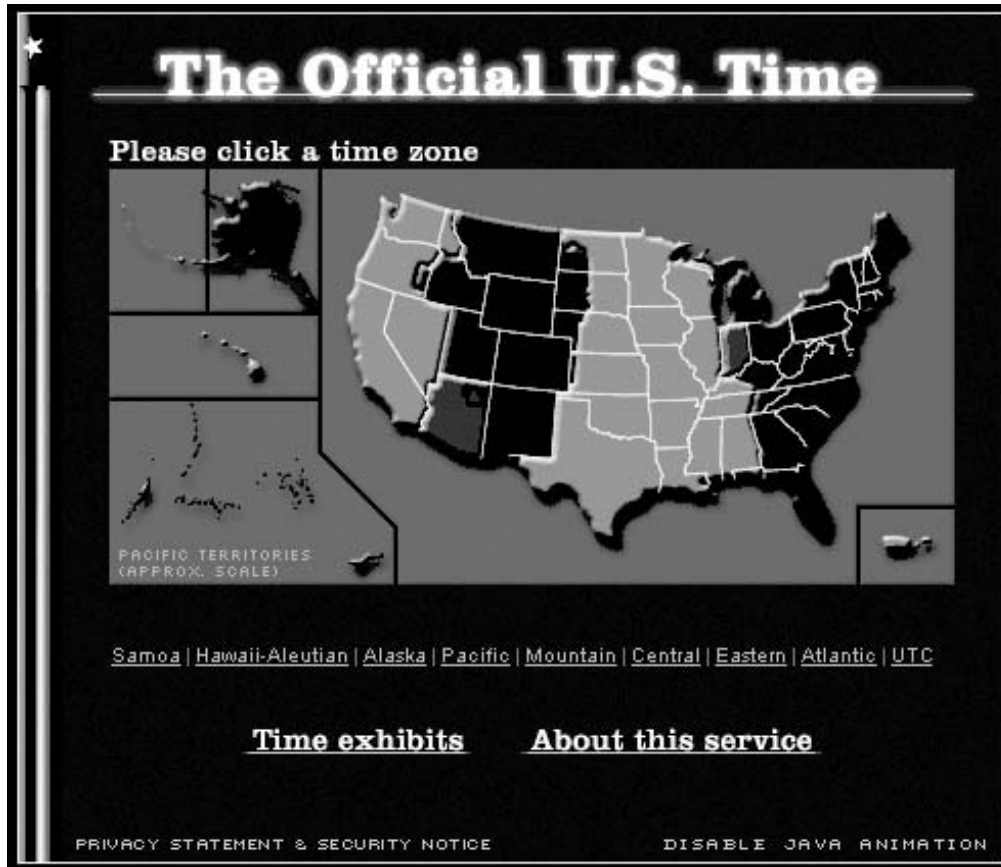 The Official U.S. Time
Please click a time zone
PACIFIC TERRITORIES
(APPROX. SCALE)
Samoa | Hawaii-Aleutian | Alaska | Pacific | Mountain | Central | Eastern | Atlantic | UTC
Time exhibits About this service
PRIVACY STATEMENT & SECURITY NOTICE DISABLE JAVA ANIMATION